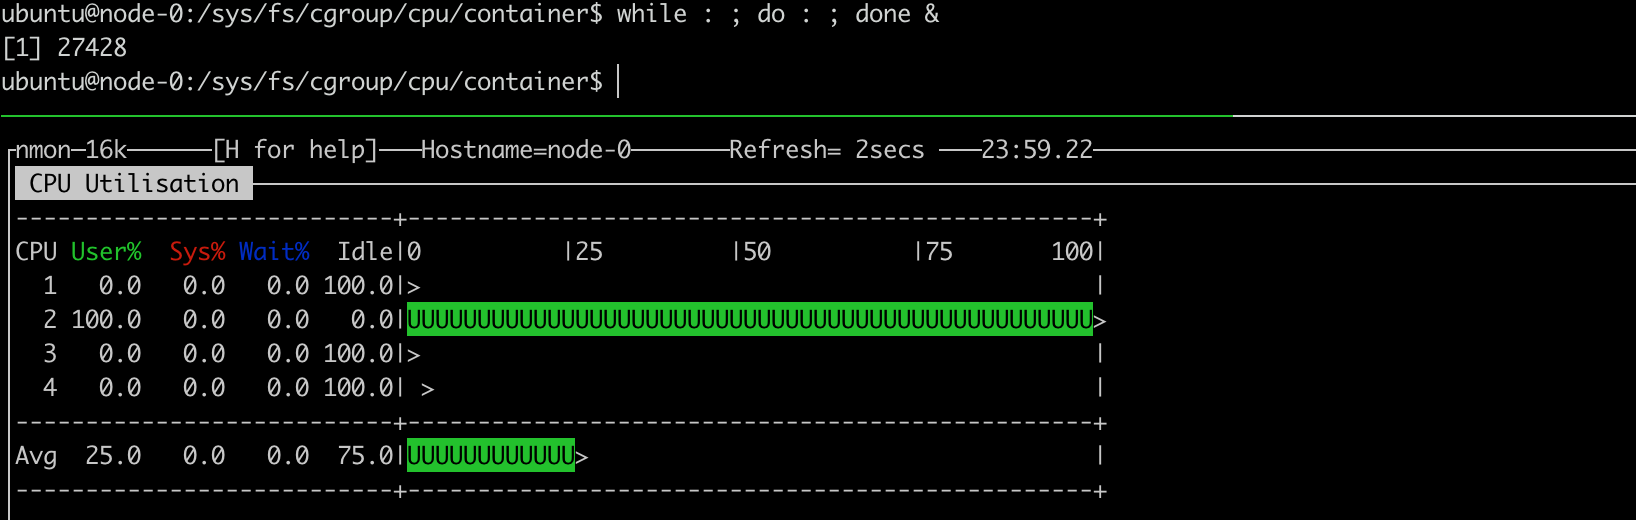 ubuntu@node-0:/sys/fs/cgroup/cpu/container$ while : ; do : ; done &
[1] 27428
ubuntu@node-0:/sys/fs/cgroup/cpu/container$
nmon-16k [H for help] Hostname=node-0 Refresh= 2secs 23:59.22
CPU Utilisation
---------------------------+-------------------------------------------------+
CPU User% Sys% Wait% Idle|0 |25 |50 |75 100|
1 0.0 0.0 0.0 100.0|> |
2 100.0 0.0 0.0 0.0|UUUUUUUUUUUUUUUUUUUUUUUUUUUUUUUUUUUUUUUUUUUUUUUUU>
3 0.0 0.0 0.0 100.0|> |
4 0.0 0.0 0.0 100.0| > |
---------------------------+-------------------------------------------------+
Avg 25.0 0.0 0.0 75.0|UUUUUUUUUUUU> |
---------------------------+-------------------------------------------------+